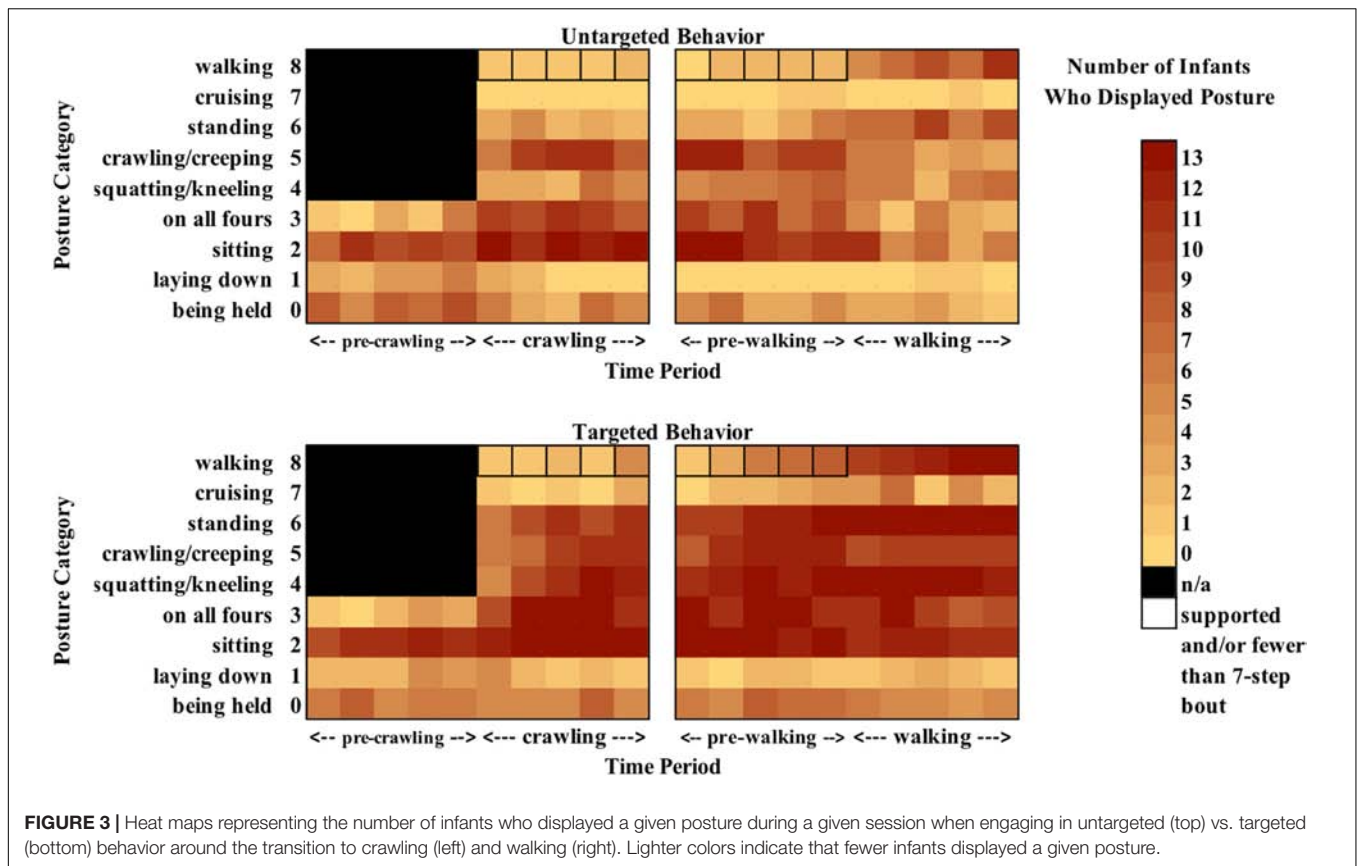 Untargeted Behavior
Posture Category
walking 8
cruising 7
standing 6
crawling/creeping 5
squatting/kneeling 4
on all fours 3
sitting 2
laying down 1
being held 0
<-- pre-crawling --> <--- crawling --->
<-- pre-walking --> <--- walking --->
Time Period
Number of Infants
Who Displayed Posture
13
12
11
10
9
8
7
6
5
4
3
2
1
0
n/a
supported
and/or fewer
than 7-step
bout
Targeted Behavior
Posture Category
walking 8
cruising 7
standing 6
crawling/creeping 5
squatting/kneeling 4
on all fours 3
sitting 2
laying down 1
being held 0
<-- pre-crawling --> <--- crawling --->
<-- pre-walking --> <--- walking --->
Time Period
FIGURE 3 | Heat maps representing the number of infants who displayed a given posture during a given session when engaging in untargeted (top) vs. targeted
(bottom) behavior around the transition to crawling (left) and walking (right). Lighter colors indicate that fewer infants displayed a given posture.